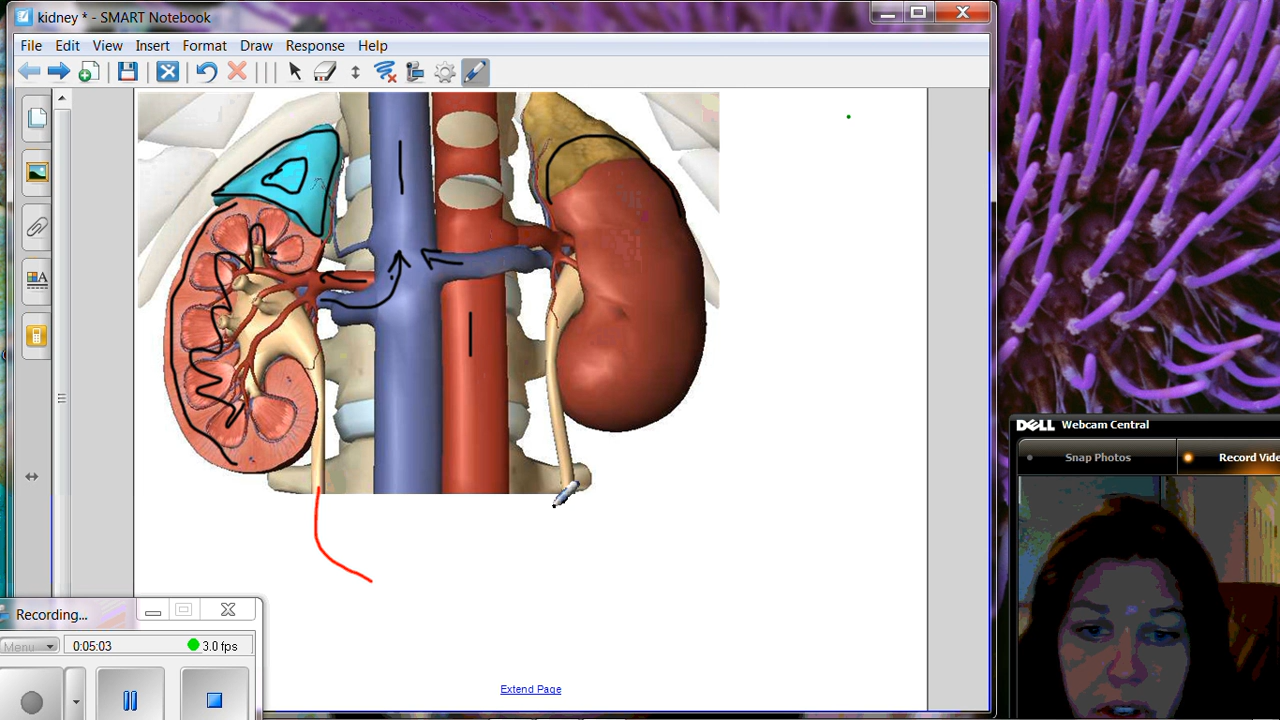 kidney * - SMART Notebook
File Edit View Insert Format Draw Response Help
Extend Page
Recording...
Menu
0:05:03
3.0 fps
DELL Webcam Central
Snap Photos
Record Vide